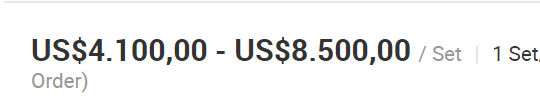 US$4.100,00 - US$8.500,00 / Set | 1 Set
Order)